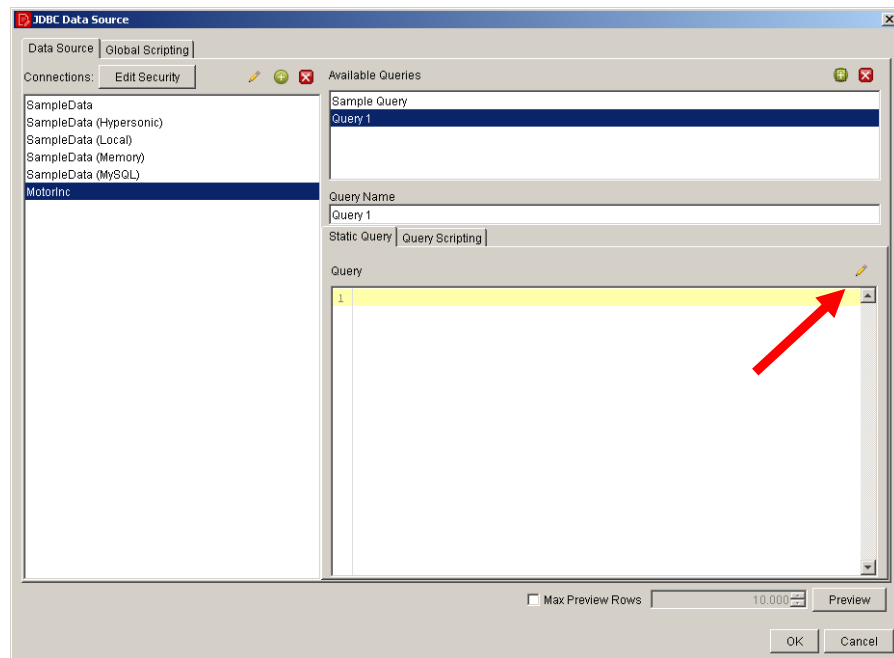 JDBC Data Source
Data Source Global Scripting
Connections: Edit Security
SampleData
SampleData (Hypersonic)
SampleData (Local)
SampleData (Memory)
SampleData (MySQL)
MotorInc
Available Queries
Sample Query
Query 1
Query Name
Query 1
Static Query Query Scripting
Query
1
Max Preview Rows 10.000 Preview
OK Cancel